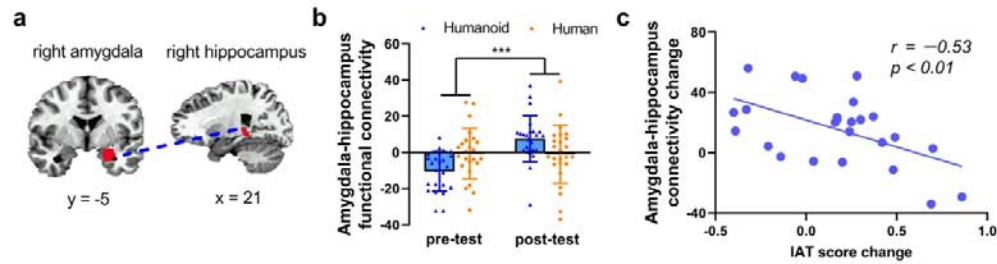 a
right amygdala
right hippocampus
y = -5
x = 21
b
Humanoid
Human
***
Amygdala-hippocampus
functional connectivity
60
40
20
0
-20
-40
pre-test
post-test
c
Amygdala-hippocampus
connectivity change
80
40
0
-40
r = −0.53
p < 0.01
-0.5
0.0
0.5
1.0
IAT score change